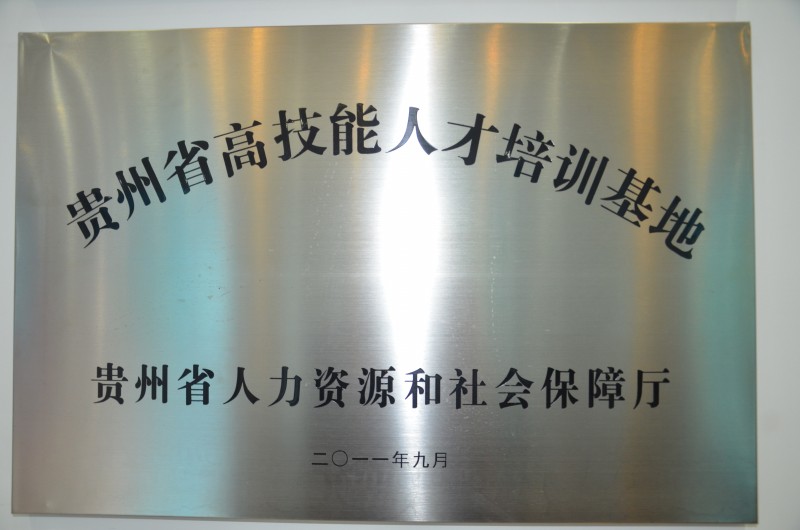 贵州省高技能人才培训基地
贵州省人力资源和社会保障厅
二〇一一年九月